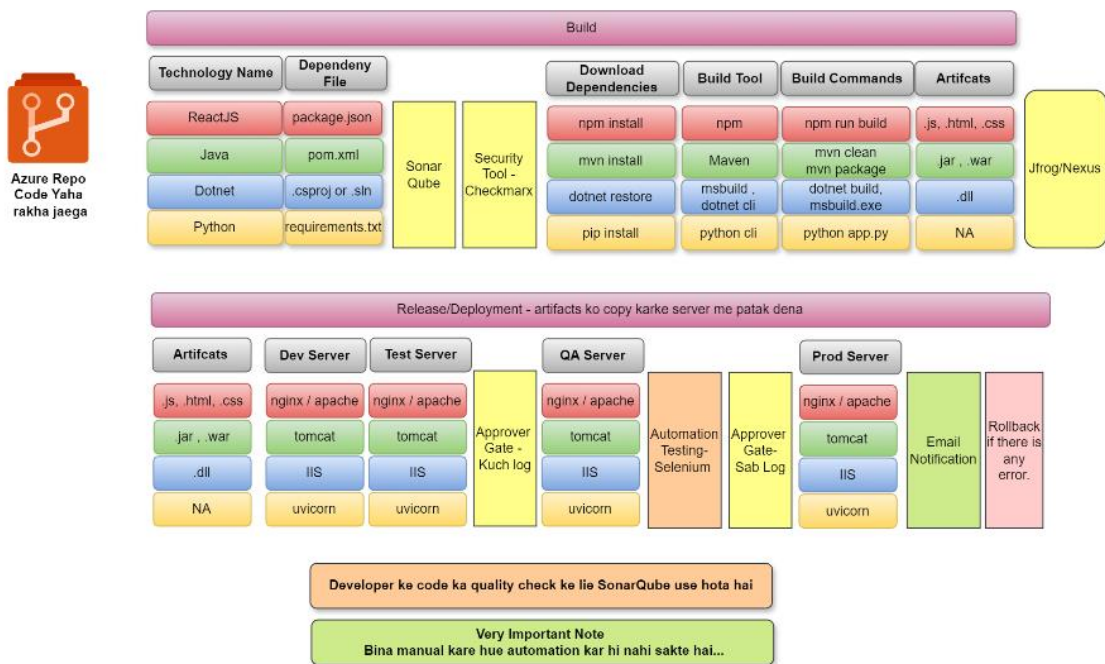 Build
Technology Name
Dependeny
File
Download
Dependencies
Build Tool
Build Commands
Artifcats
ReactJS
package.json
npm install
npm
npm run build
.js, .html, .css
Java
pom.xml
mvn install
Maven
mvn clean
mvn package
.jar , .war
Dotnet
.csproj or .sln
dotnet restore
msbuild ,
dotnet cli
dotnet build,
msbuild.exe
.dll
Python
requirements.txt
pip install
python cli
python app.py
NA
Sonar
Qube
Security
Tool -
Checkmarx
Jfrog/Nexus
Azure Repo
Code Yaha
rakha jaega
Release/Deployment - artifacts ko copy karke server me patak dena
Artifcats
Dev Server
Test Server
QA Server
Prod Server
.js, .html, .css
nginx / apache
nginx / apache
nginx / apache
nginx / apache
.jar , .war
tomcat
tomcat
tomcat
tomcat
.dll
IIS
IIS
IIS
IIS
NA
uvicorn
uvicorn
uvicorn
uvicorn
Approver
Gate -
Kuch log
Automation
Testing-
Selenium
Approver
Gate-
Sab Log
Email
Notification
Rollback
if there is
any
error.
Developer ke code ka quality check ke lie SonarQube use hota hai
Very Important Note
Bina manual kare hue automation kar hi nahi sakte hai...